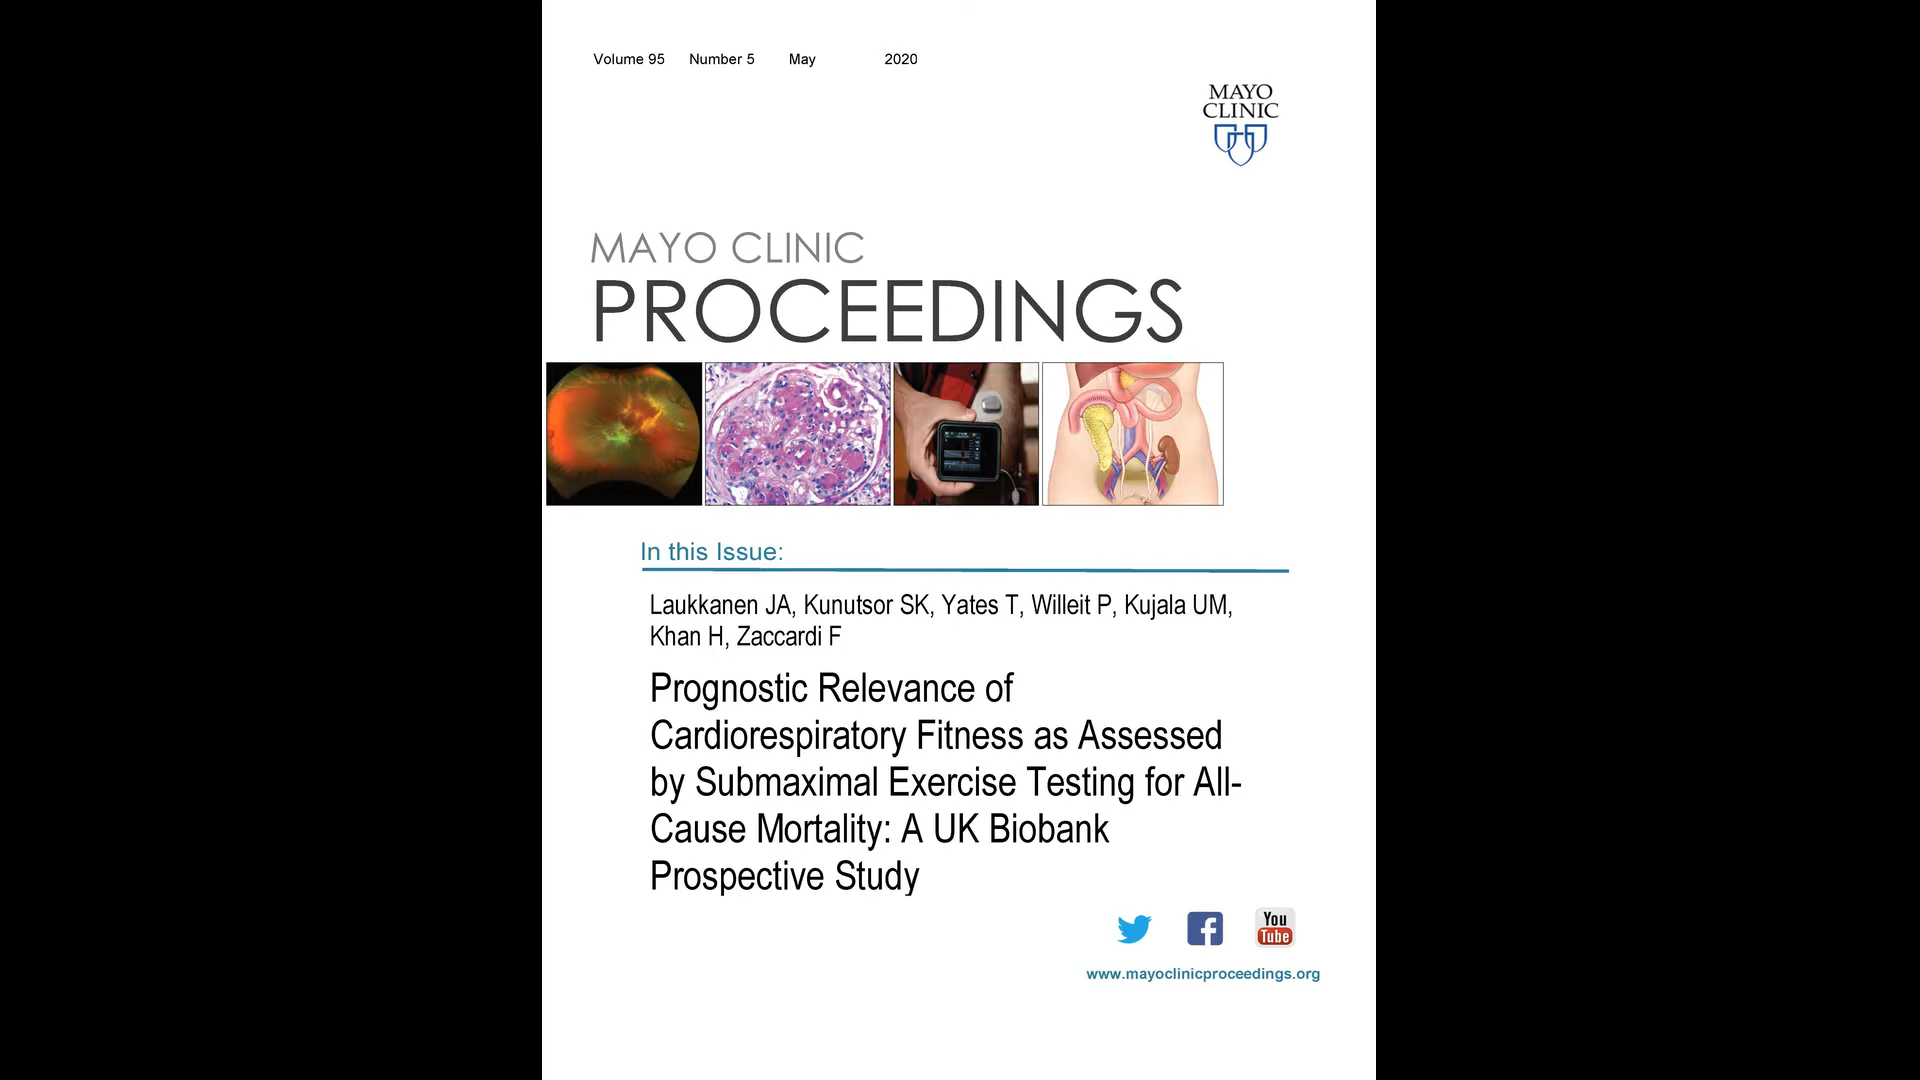 Volume 95 Number 5 May 2020
MAYO
CLINIC
MAYO CLINIC
PROCEEDINGS
In this Issue:
Laukkanen JA, Kunutsor SK, Yates T, Willeit P, Kujala UM,
Khan H, Zaccardi F
Prognostic Relevance of
Cardiorespiratory Fitness as Assessed
by Submaximal Exercise Testing for All-
Cause Mortality: A UK Biobank
Prospective Study
You
Tube
www.mayoclinicproceedings.org